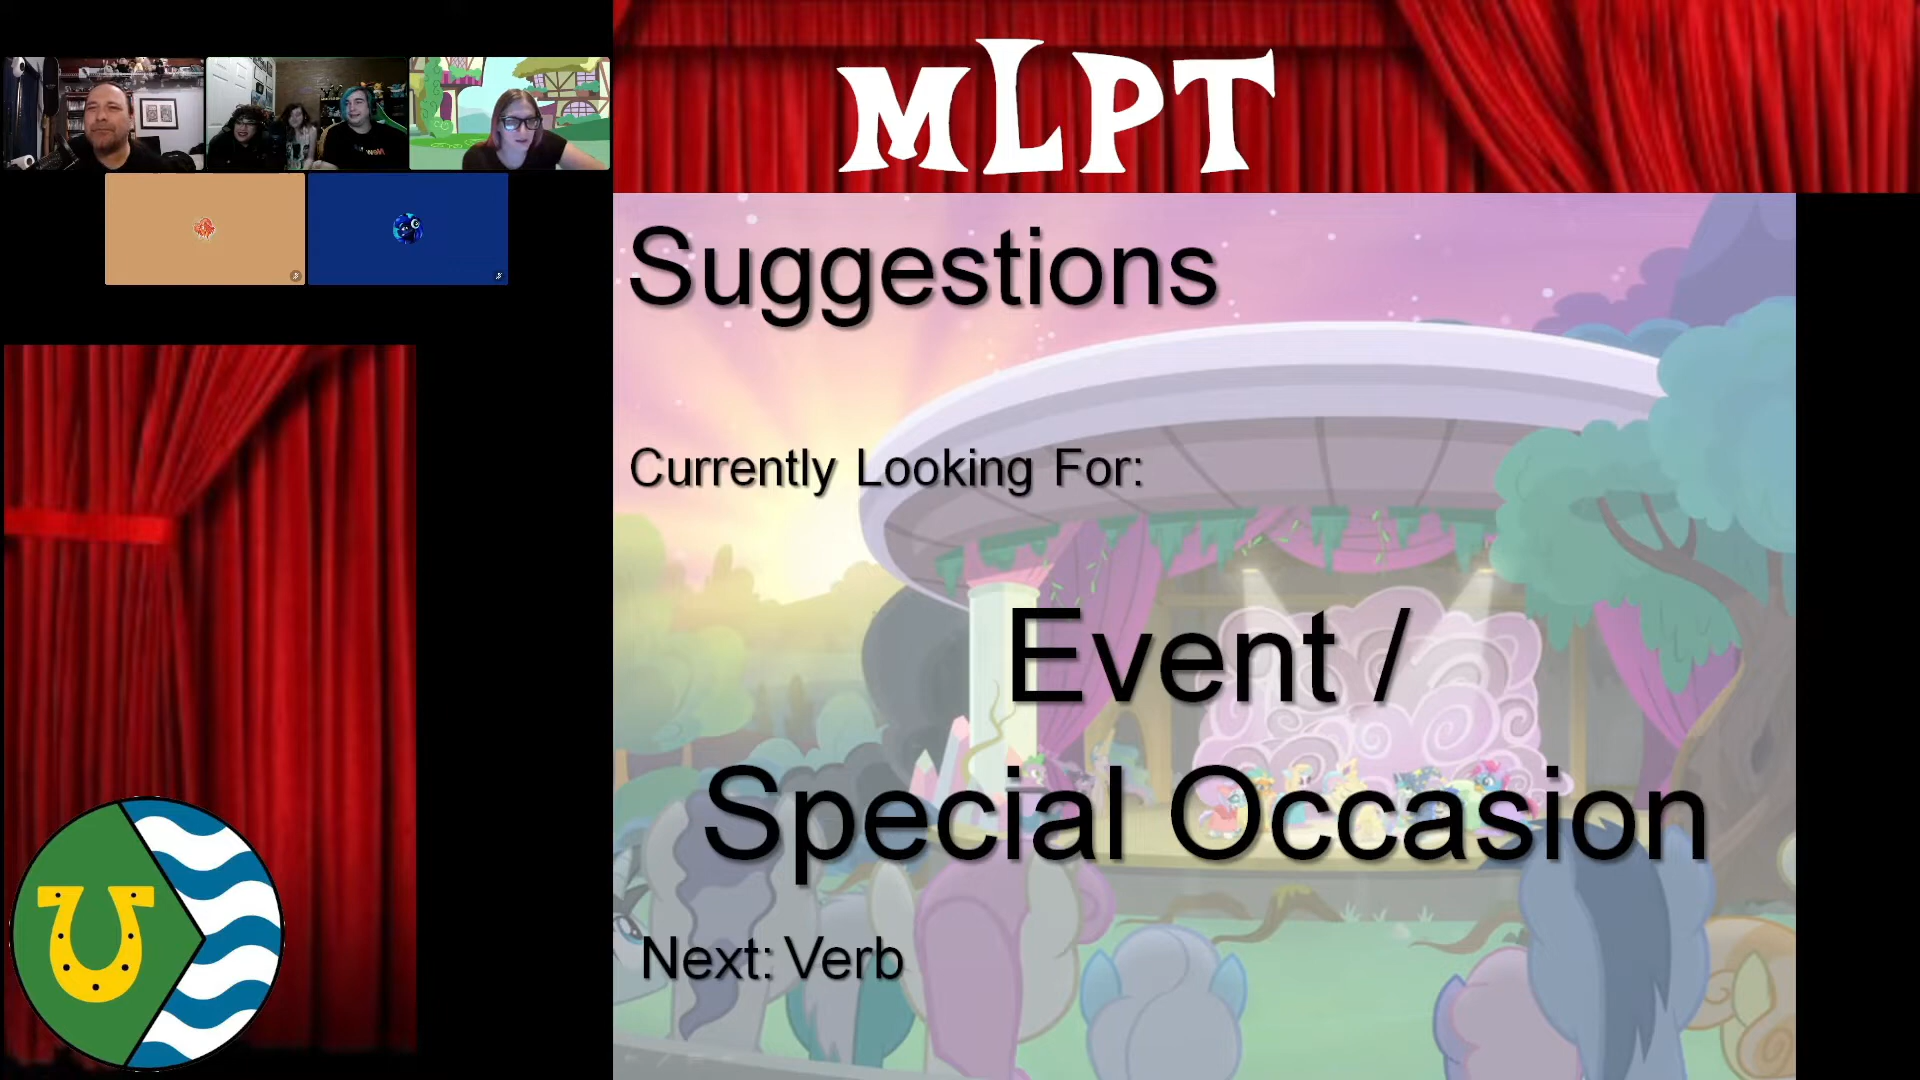 MLPT
Suggestions
Currently Looking For:
Event /
Special Occasion
Next: Verb